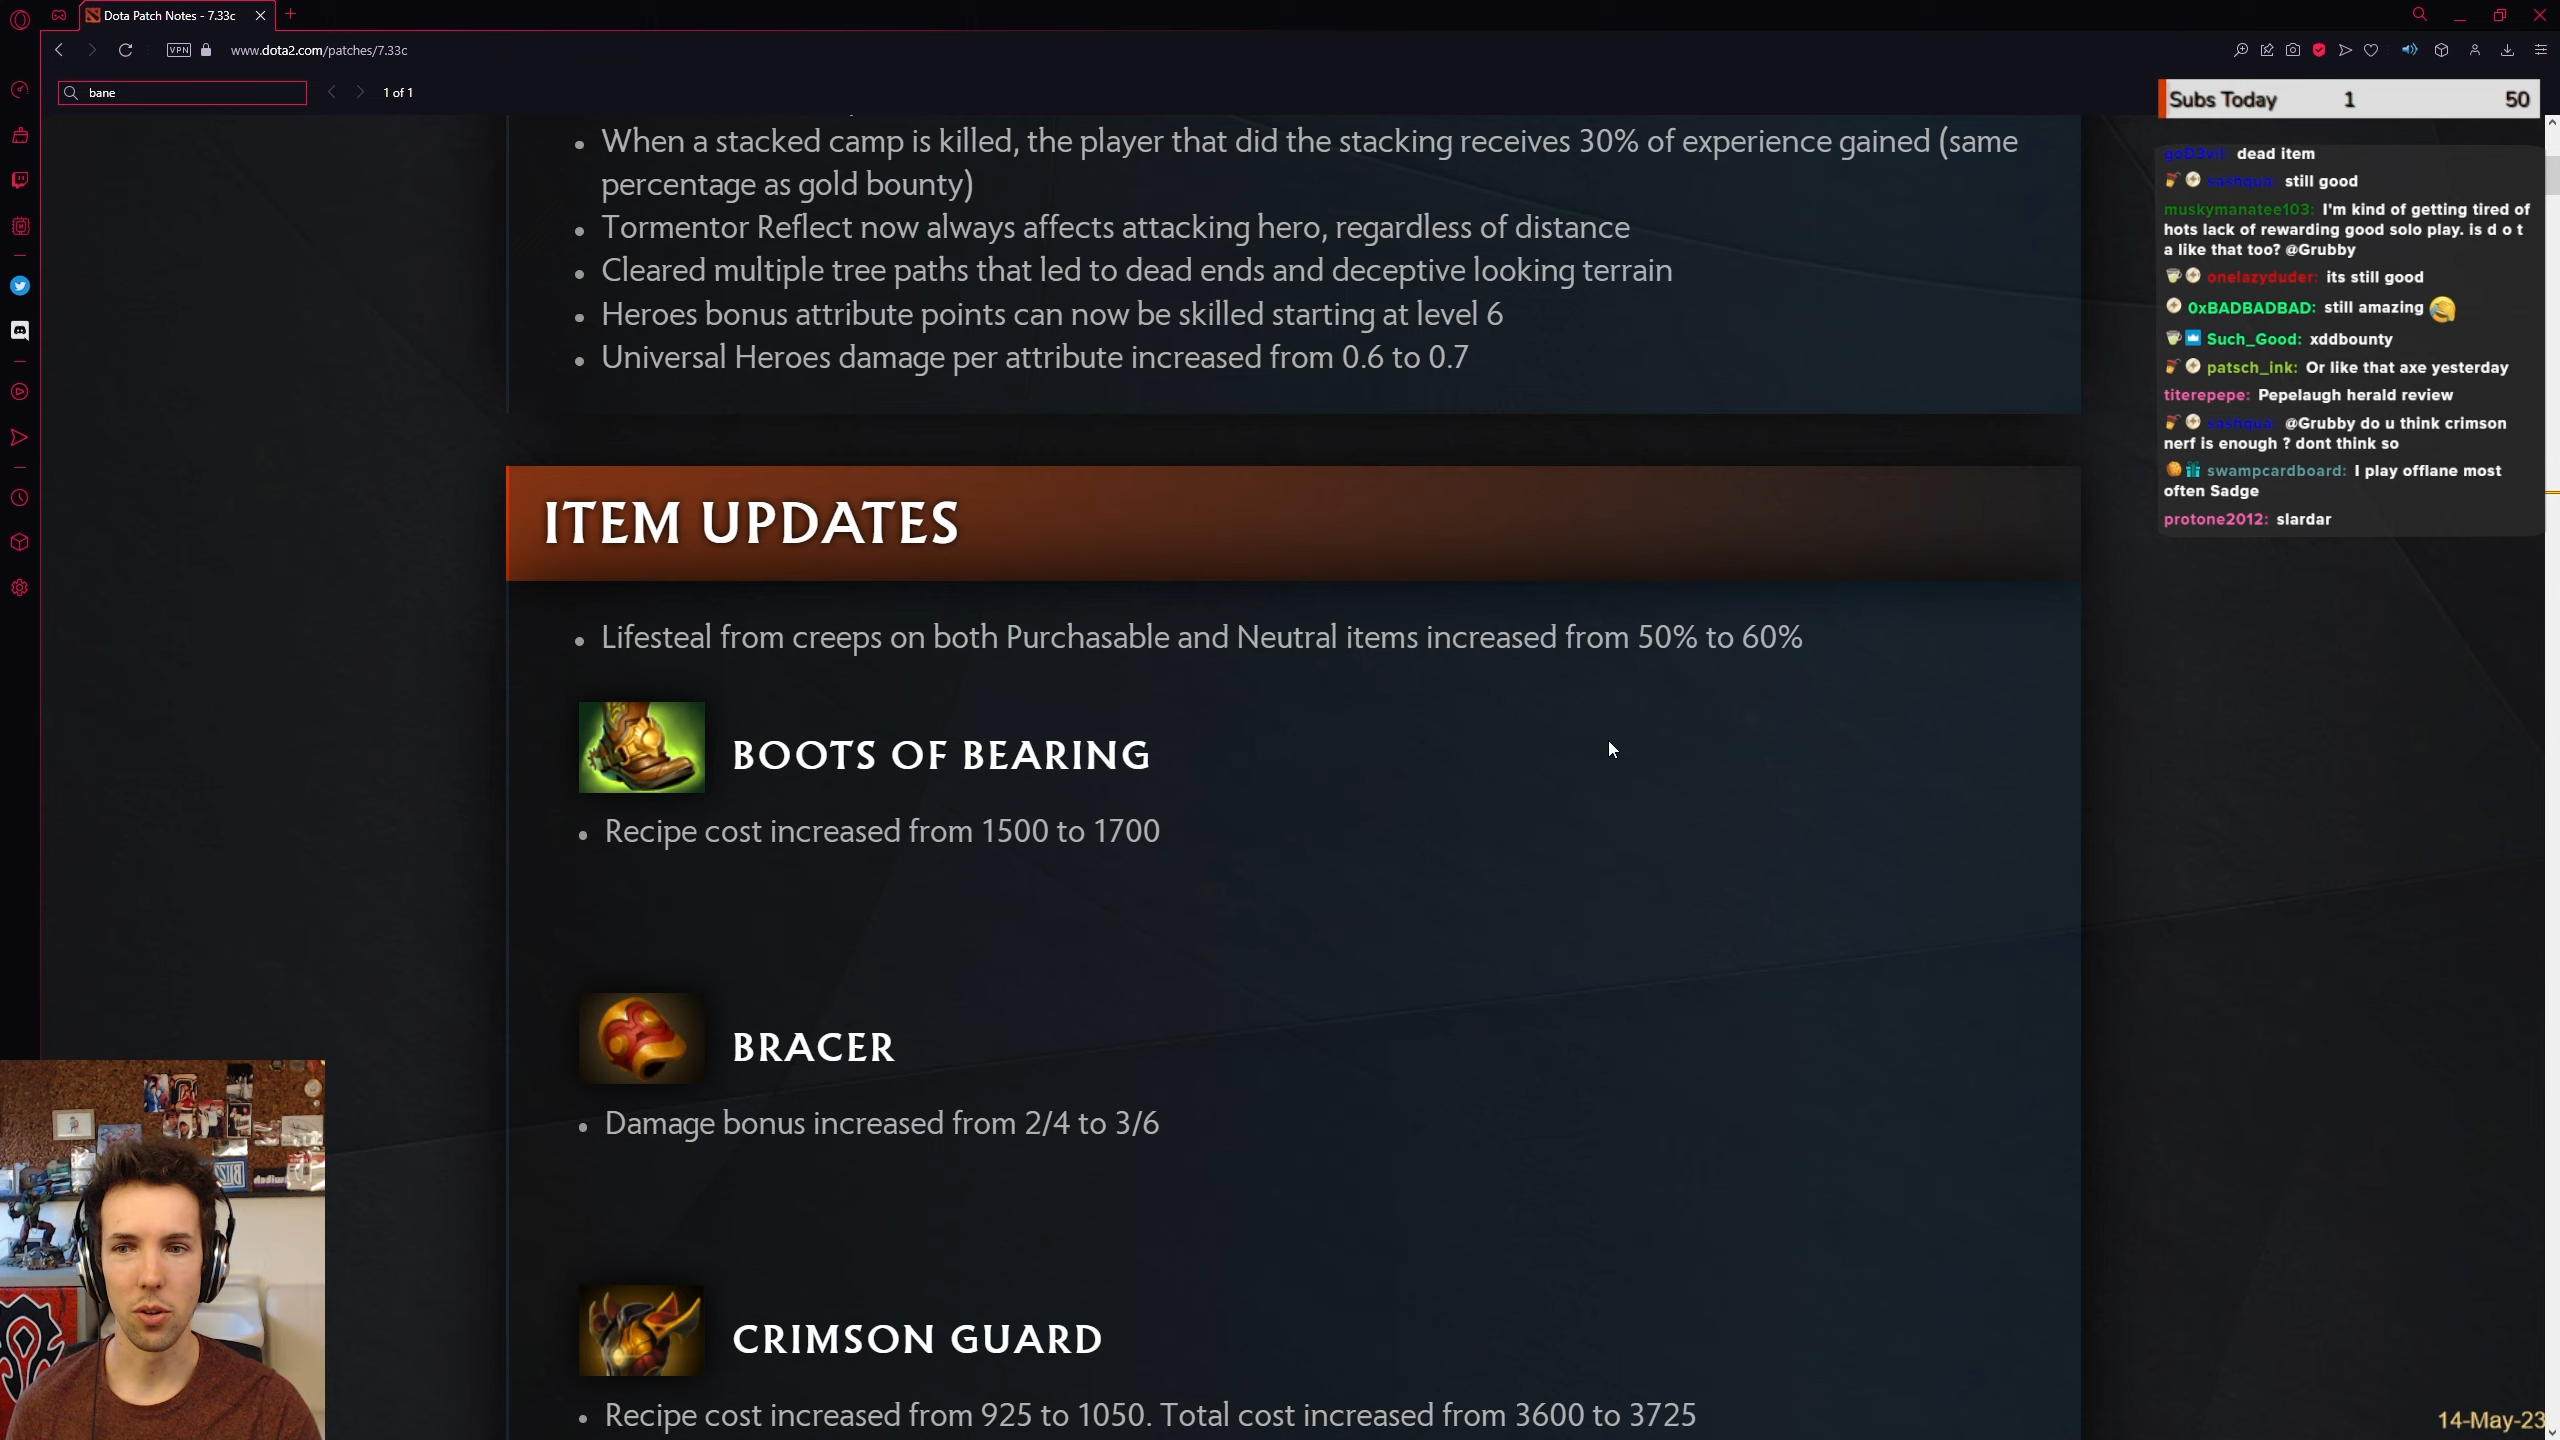 Dota Patch Notes - 7.33c
VPN
www.dota2.com/patches/7.33c
bane
1 of 1
Subs Today 1 50
When a stacked camp is killed, the player that did the stacking receives 30% of experience gained (same
percentage as gold bounty)
Tormentor Reflect now always affects attacking hero, regardless of distance
Cleared multiple tree paths that led to dead ends and deceptive looking terrain
Heroes bonus attribute points can now be skilled starting at level 6
Universal Heroes damage per attribute increased from 0.6 to 0.7
ITEM UPDATES
Lifesteal from creeps on both Purchasable and Neutral items increased from 50% to 60%
BOOTS OF BEARING
Recipe cost increased from 1500 to 1700
BRACER
Damage bonus increased from 2/4 to 3/6
CRIMSON GUARD
Recipe cost increased from 925 to 1050. Total cost increased from 3600 to 3725
goD3vil: dead item
sashqua: still good
muskymanatee103: I'm kind of getting tired of
hots lack of rewarding good solo play. is d o t
a like that too? @Grubby
onelazyduder: its still good
0xBADBADBAD: still amazing
Such_Good: xddbounty
patsch_ink: Or like that axe yesterday
titerepepe: Pepelaugh herald review
sashqua: @Grubby do u think crimson
nerf is enough ? dont think so
swampcardboard: I play offlane most
often Sadge
protone2012: slardar
14-May-23